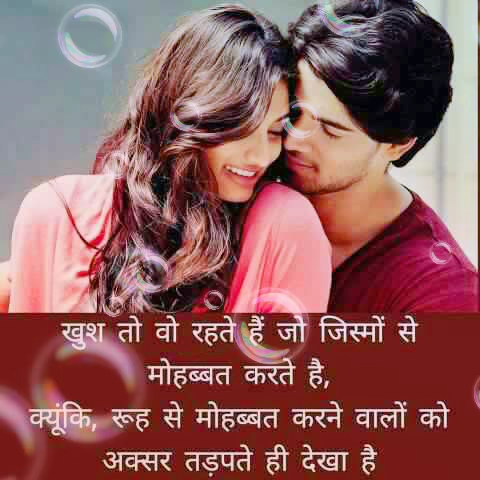 खुश तो वो रहते हैं जो जिस्मों से
मोहब्बत करते है,
क्यूंकि, रूह से मोहब्बत करने वालों को
अक्सर तड़पते ही देखा है